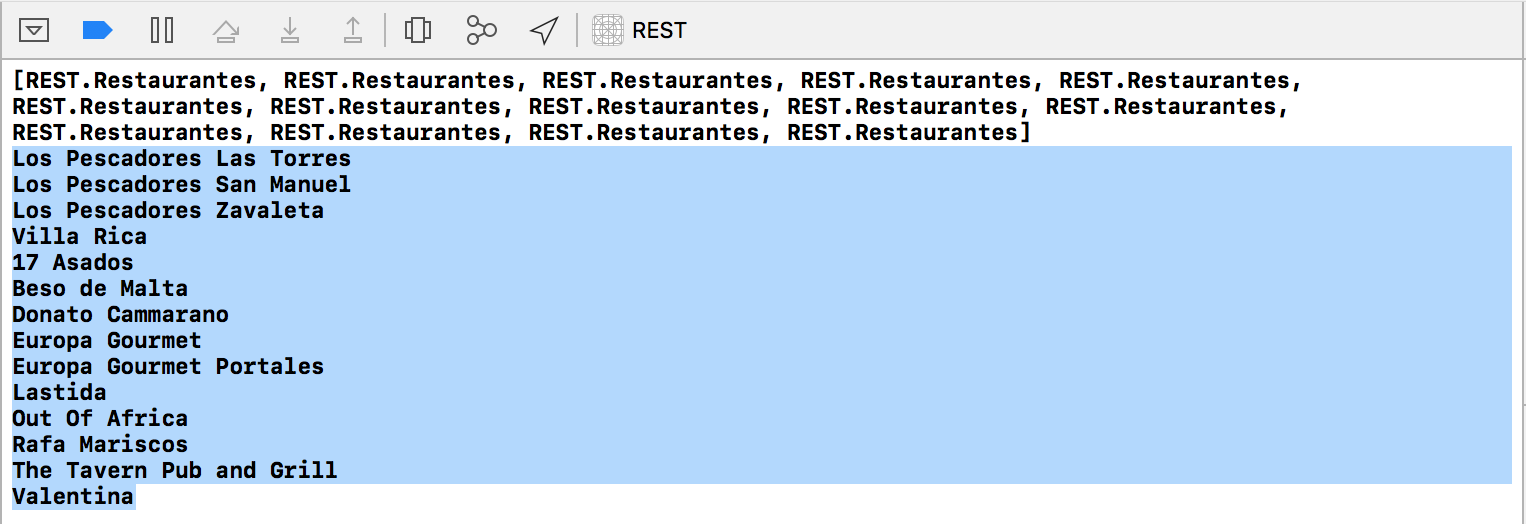 REST
[REST.Restaurantes, REST.Restaurantes, REST.Restaurantes, REST.Restaurantes, REST.Restaurantes,
REST.Restaurantes, REST.Restaurantes, REST.Restaurantes, REST.Restaurantes, REST.Restaurantes,
REST.Restaurantes, REST.Restaurantes, REST.Restaurantes, REST.Restaurantes]
Los Pescadores Las Torres
Los Pescadores San Manuel
Los Pescadores Zavaleta
Villa Rica
17 Asados
Beso de Malta
Donato Cammarano
Europa Gourmet
Europa Gourmet Portales
Lastida
Out Of Africa
Rafa Mariscos
The Tavern Pub and Grill
Valentina